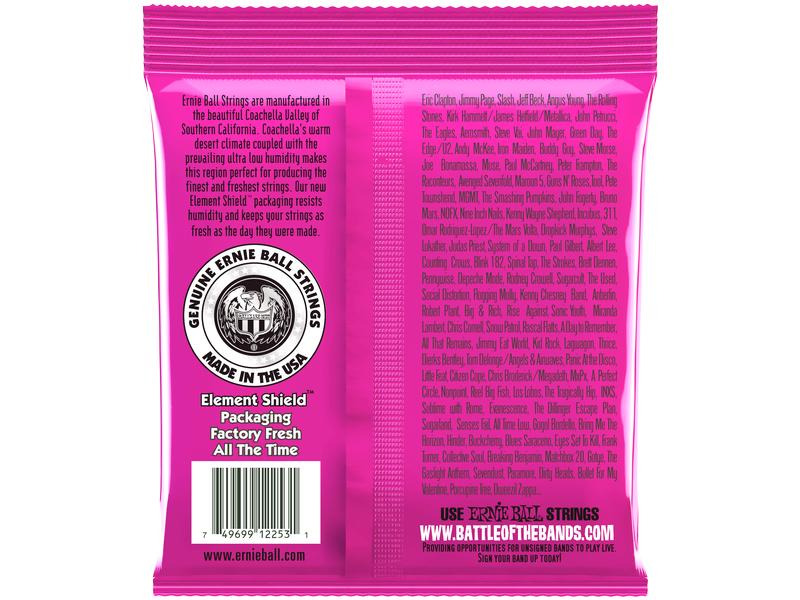 Ernie Ball Strings are manufactured in
the beautiful Coachella Valley of
Southern California. Coachella's warm
desert climate coupled with the
prevailing ultra low humidity makes
this region perfect for producing the
finest and freshest strings. Our new
Element Shield™ packaging resists
humidity and keeps your strings as
fresh as the day they were made.
GENUINE ERNIE BALL STRINGS
MADE IN THE USA
Element Shield™
Packaging
Factory Fresh
All The Time
7 49699 12253 1
www.ernieball.com
Eric Clapton, Jimmy Page, Slash, Jeff Beck, Angus Young, The Rolling
Stones, Kirk Hammett/James Hetfield/Metallica, John Petrucci,
The Eagles, Aerosmith, Steve Vai, John Mayer, Green Day, The
Edge/U2, Andy McKee, Iron Maiden, Buddy Guy, Steve Morse,
Joe Bonamassa, Muse, Paul McCartney, Peter Frampton, The
Raconteurs, Avenged Sevenfold, Maroon 5, Guns N' Roses, Tool, Pete
Townshend, MGMT, The Smashing Pumpkins, John Fogerty, Bruno
Mars, NOFX, Nine Inch Nails, Kenny Wayne Shepherd, Incubus, 311,
Omar Rodriguez-Lopez/The Mars Volta, Dropkick Murphys, Steve
Lukather, Judas Priest, System of a Down, Paul Gilbert, Albert Lee,
Counting Crows, Blink 182, Spinal Tap, The Strokes, Brett Dennen,
Pennywise, Depeche Mode, Rodney Crowell, Sugarcult, The Used,
Social Distortion, Flogging Molly, Kenny Chesney Band, Anberlin,
Robert Plant, Big & Rich, Rise Against Sonic Youth, Miranda
Lambert, Chris Cornell, Snow Patrol, Rascal Flatts, A Day to Remember,
All That Remains, Jimmy Eat World, Kid Rock, Lagwagon, Thrice,
Dierks Bentley, Tom Delonge/Angels & Airwaves, Panic At the Disco,
Little Feat, Citizen Cope, Chris Broderick/Megadeth, MxPx, A Perfect
Circle, Nonpoint, Reel Big Fish, Los Lobos, The Tragically Hip, INXS,
Sublime with Rome, Evanescence, The Dillinger Escape Plan,
Sugarland, Senses Fail, All Time Low, Gogol Bordello, Bring Me The
Horizon, Hinder, Buckcherry, Blues Saraceno, Eyes Set To Kill, Frank
Turner, Collective Soul, Breaking Benjamin, Matchbox 20, Gotye, The
Gaslight Anthem, Sevendust, Paramore, Dirty Heads, Bullet For My
Valentine, Porcupine Tree, Dweezil Zappa...
USE ERNIE BALL STRINGS
WWW.BATTLEOFTHEBANDS.COM
PROVIDING OPPORTUNITIES FOR UNSIGNED BANDS TO PLAY LIVE.
SIGN YOUR BAND UP TODAY!